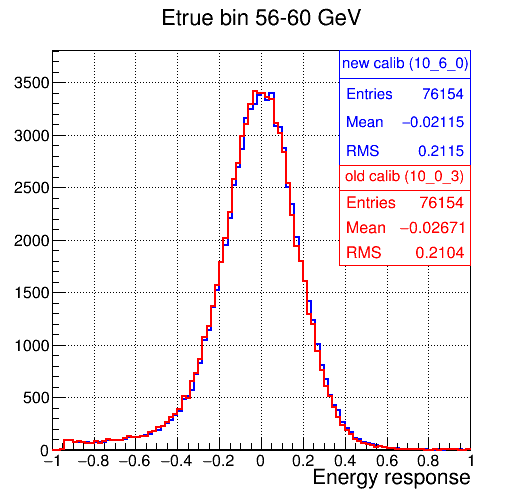 Etrue bin 56-60 GeV
new calib (10_6_0)
Entries 76154
Mean −0.02115
RMS 0.2115
old calib (10_0_3)
Entries 76154
Mean −0.02671
RMS 0.2104
3500
3000
2500
2000
1500
1000
500
0
−1 −0.8 −0.6 −0.4 −0.2 0 0.2 0.4 0.6 0.8 1
Energy response